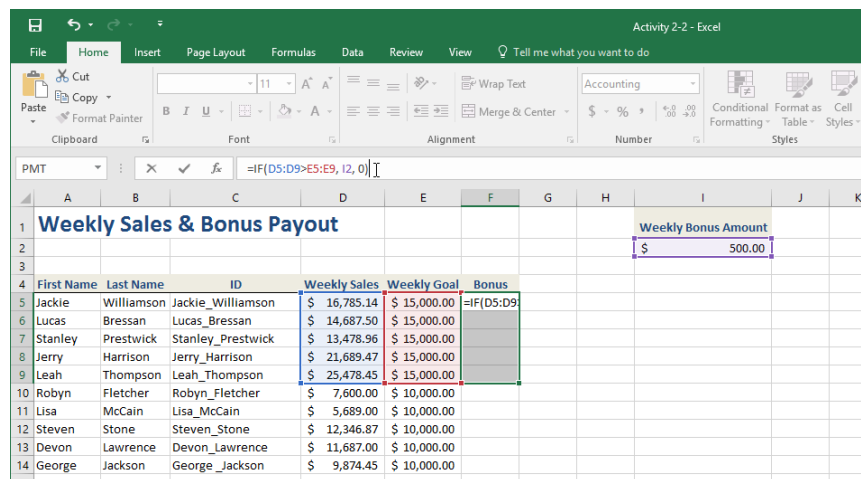 Activity 2-2 - Excel
File Home Insert Page Layout Formulas Data Review View Tell me what you want to do
Cut
Copy
Format Painter
Paste
Clipboard
11 A A
B I U A
Font
Wrap Text
Merge & Center
Alignment
Accounting
$ % , .0 .00 .00 .0
Number
Conditional Formatting
Format as Table
Cell Styles
Styles
PMT fx =IF(D5:D9>E5:E9, I2, 0)
A B C D E F G H I J K
1 Weekly Sales & Bonus Payout Weekly Bonus Amount
2 $ 500.00
3
4 First Name Last Name ID Weekly Sales Weekly Goal Bonus
5 Jackie Williamson Jackie_Williamson $ 16,785.14 $ 15,000.00 =IF(D5:D9
6 Lucas Bressan Lucas_Bressan $ 14,687.50 $ 15,000.00
7 Stanley Prestwick Stanley_Prestwick $ 13,478.96 $ 15,000.00
8 Jerry Harrison Jerry_Harrison $ 21,689.47 $ 15,000.00
9 Leah Thompson Leah_Thompson $ 25,478.45 $ 15,000.00
10 Robyn Fletcher Robyn_Fletcher $ 7,600.00 $ 10,000.00
11 Lisa McCain Lisa_McCain $ 5,689.00 $ 10,000.00
12 Steven Stone Steven_Stone $ 12,346.87 $ 10,000.00
13 Devon Lawrence Devon_Lawrence $ 11,687.00 $ 10,000.00
14 George Jackson George _Jackson $ 9,874.45 $ 10,000.00